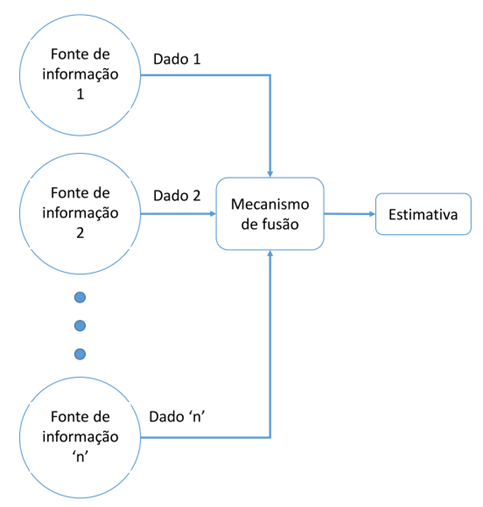 Fonte de
informação
1
Dado 1
Fonte de
informação
2
Dado 2
Mecanismo
de fusão
Estimativa
Fonte de
informação
‘n’
Dado ‘n’